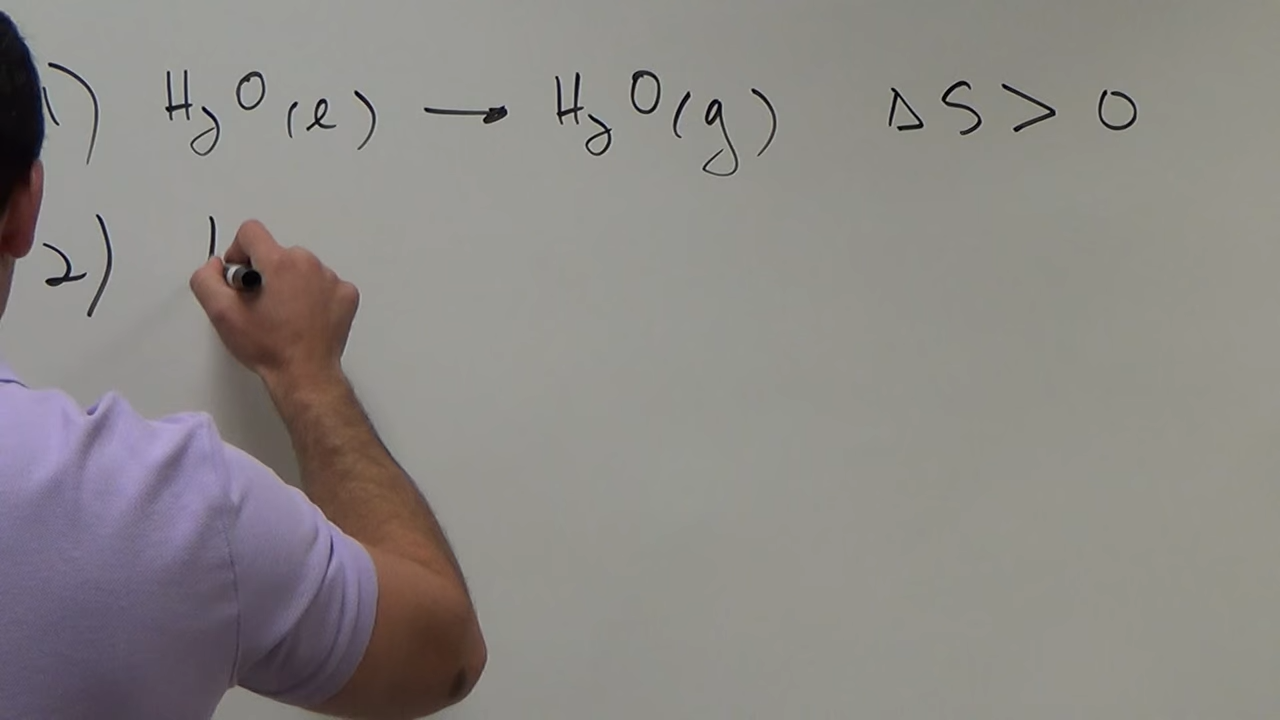 1) H₂O(l) → H₂O(g) ΔS > 0
2)